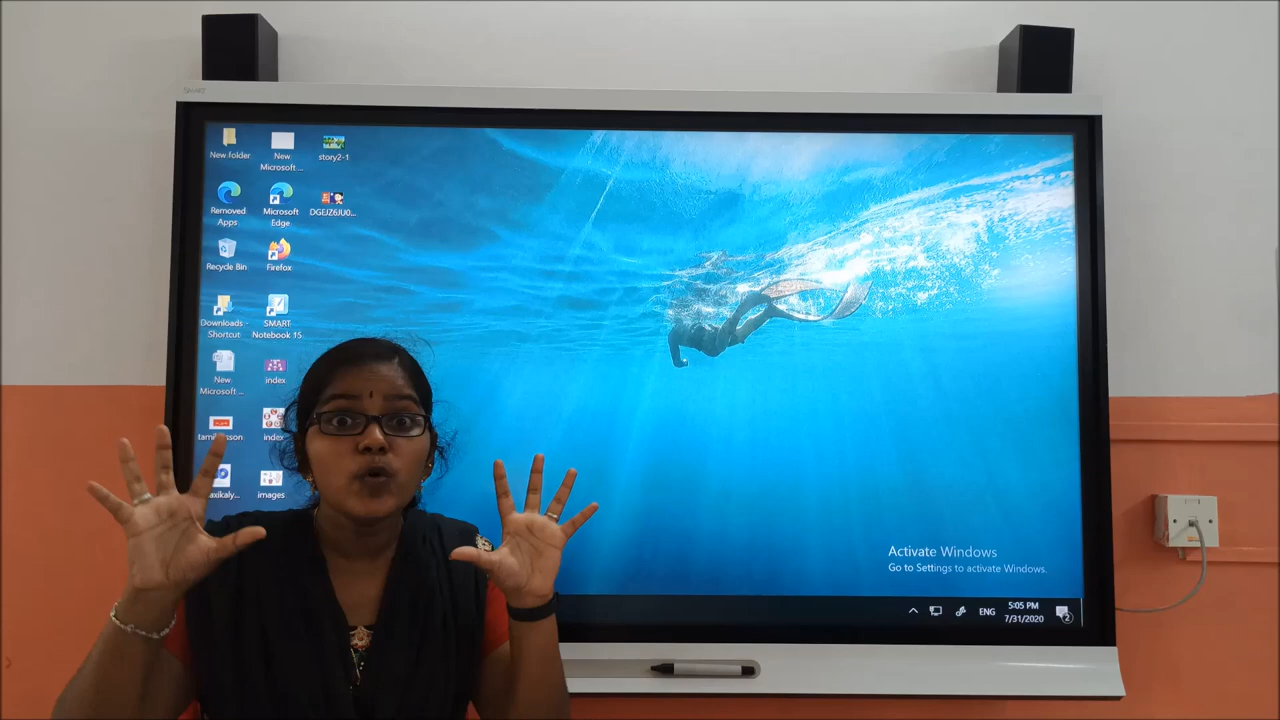 SMART
New folder
New
Microsoft ...
story2-1
Removed
Apps
Microsoft
Edge
DGEJZ6JU0...
Recycle Bin
Firefox
Downloads -
Shortcut
SMART
Notebook 15
New
Microsoft ...
index
index
images
Activate Windows
Go to Settings to activate Windows.
ENG
5:05 PM
7/31/2020
2